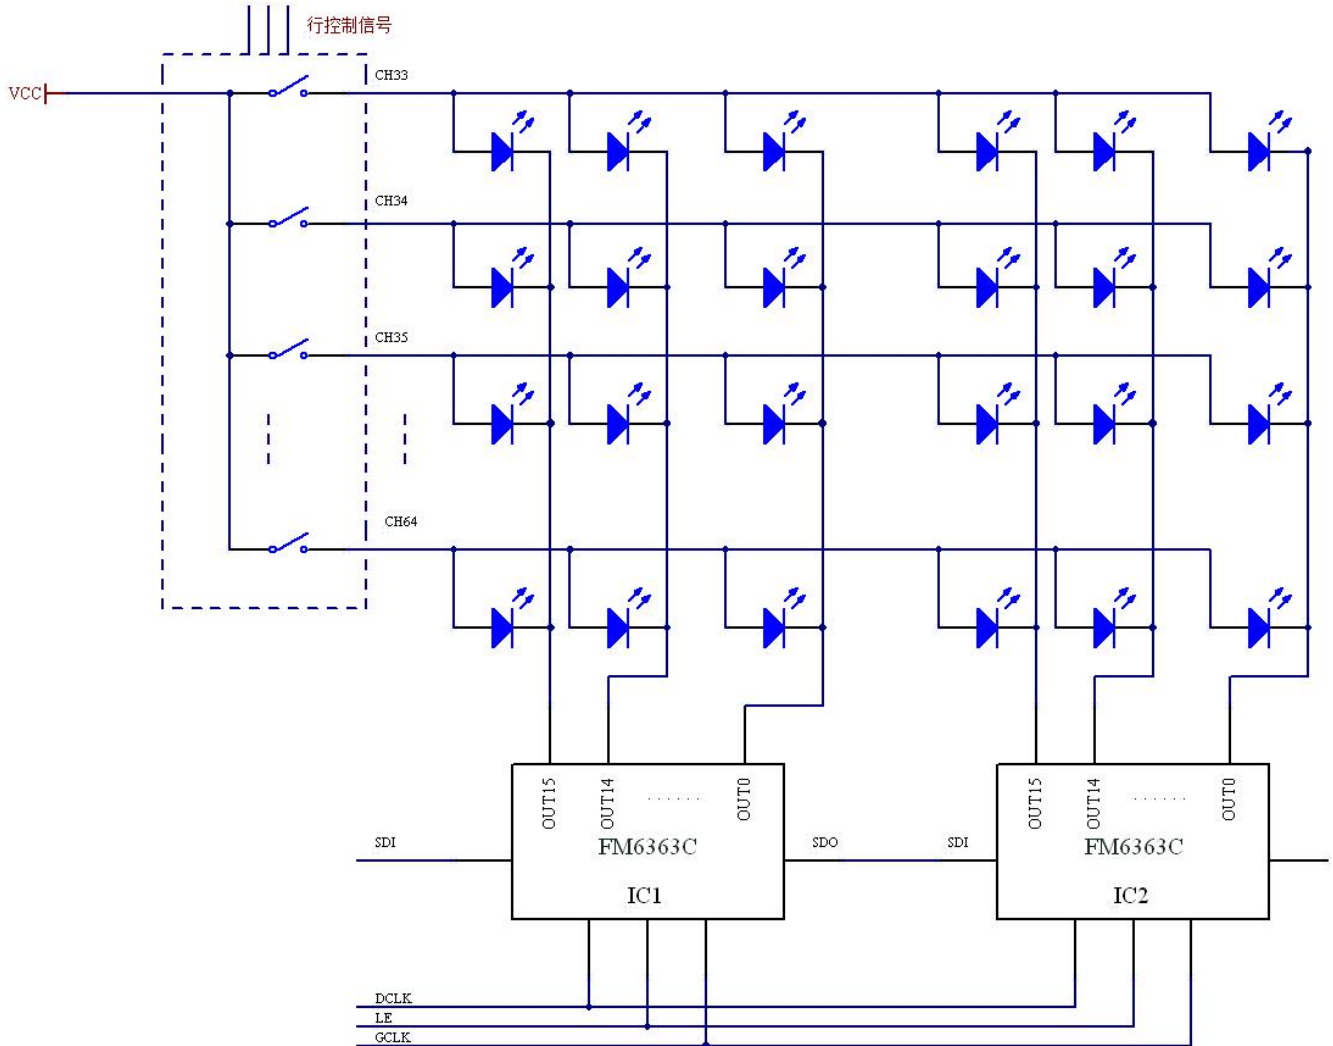 行控制信号
VCC
CH33
CH34
CH35
CH64
OUT15
OUT14
......
OUT0
OUT15
OUT14
......
OUT0
SDI
FM6363C
SDO
SDI
FM6363C
IC1
IC2
DCLK
LE
GCLK